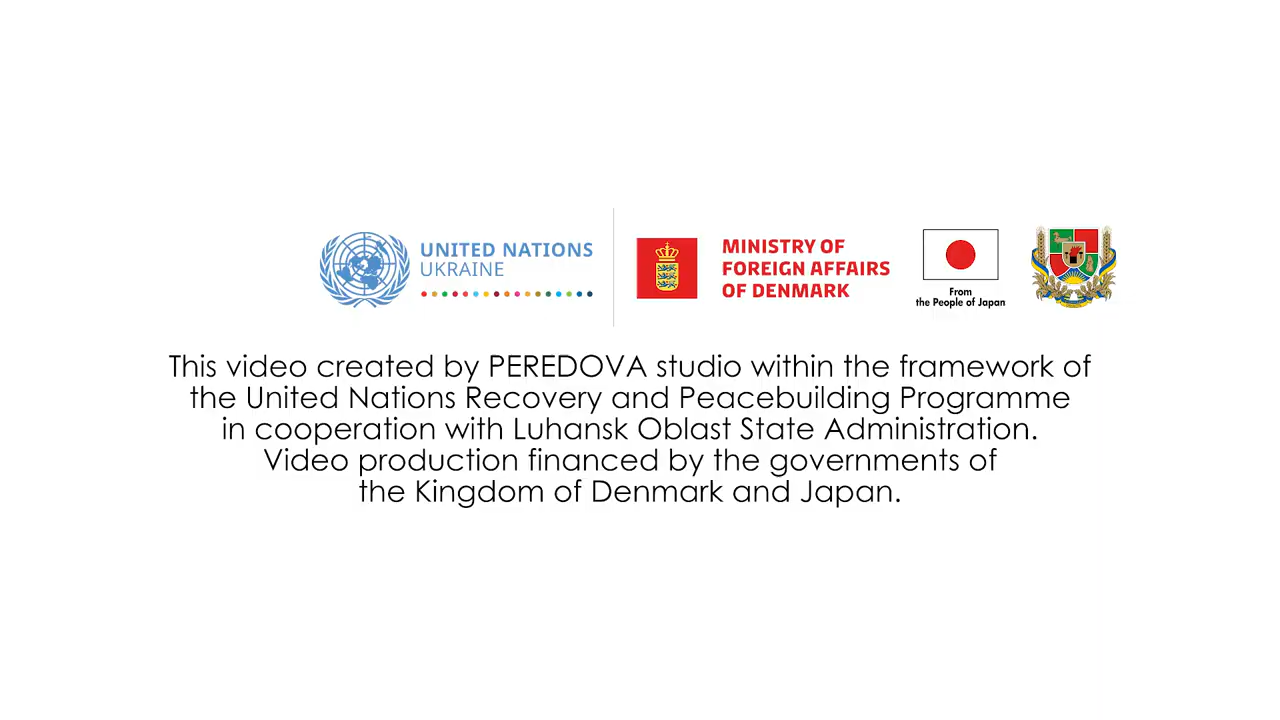 UNITED NATIONS
UKRAINE
MINISTRY OF
FOREIGN AFFAIRS
OF DENMARK
From
the People of Japan
This video created by PEREDOVA studio within the framework of
the United Nations Recovery and Peacebuilding Programme
in cooperation with Luhansk Oblast State Administration.
Video production financed by the governments of
the Kingdom of Denmark and Japan.